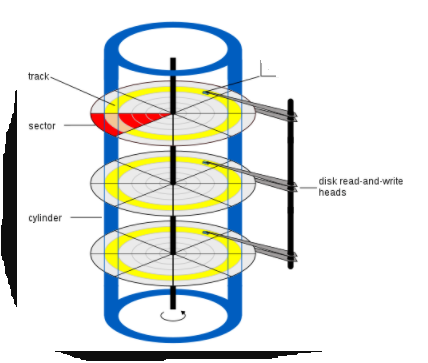 track
sector
cylinder
disk read-and-write
heads